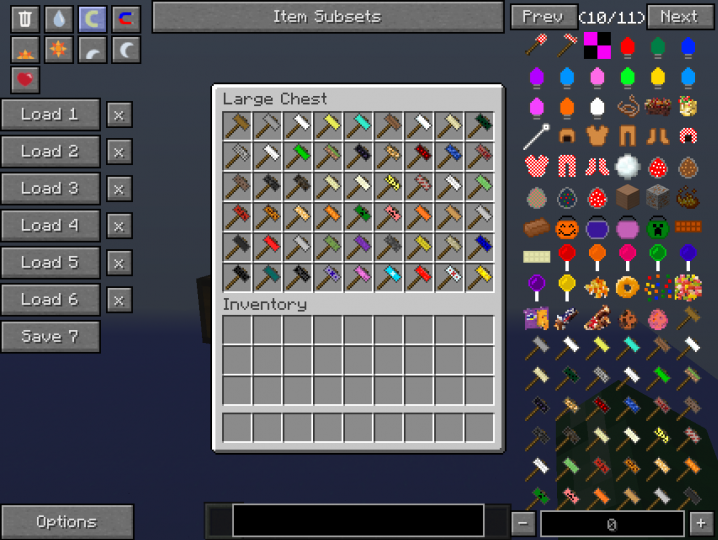 Item Subsets
Prev (10/11) Next
Large Chest
Load 1 x
Load 2 x
Load 3 x
Load 4 x
Load 5 x
Load 6 x
Save 7
Inventory
Options
- 0 +